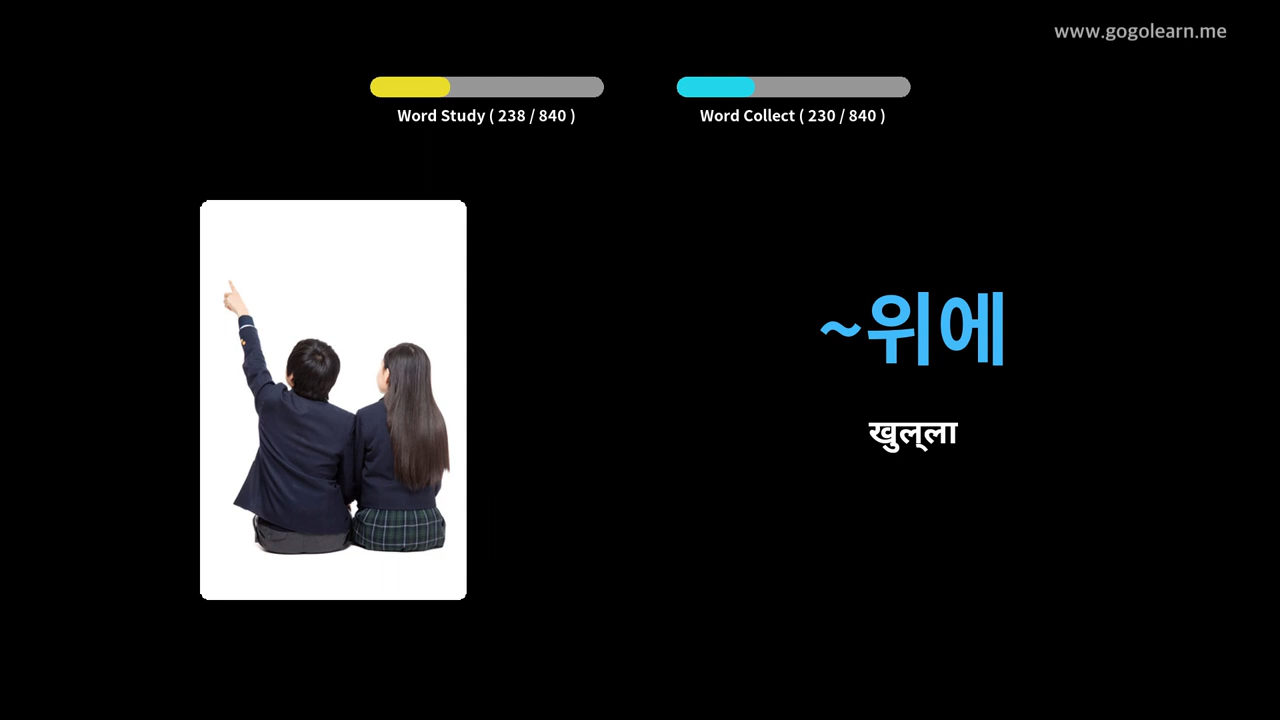 www.gogolearn.me
Word Study ( 238 / 840 )
Word Collect ( 230 / 840 )
~위에
खुल्‍ला